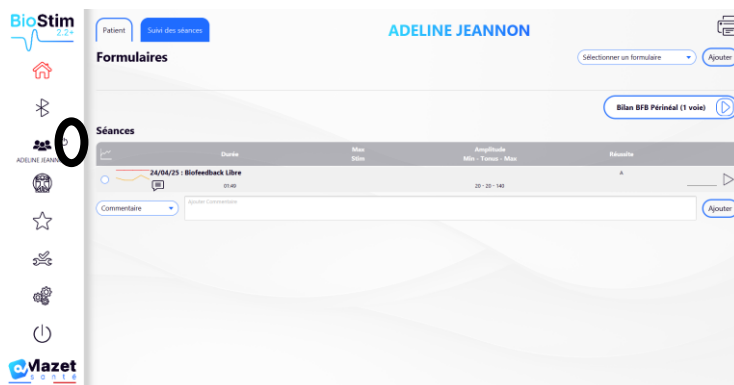 BioStim
2.2+
Patient
Suivi des séances
ADELINE JEANNON
Formulaires
Sélectionner un formulaire
Ajouter
Bilan BFB Périnéal (1 voie)
Séances
Durée
Max
Stim
Amplitude
Min - Tonus - Max
Réussite
24/04/25 : Biofeedback Libre
01:40
20 - 20 - 140
A
Commentaire
Ajouter Commentaire
Ajouter
ADELINE
Mazet
santé